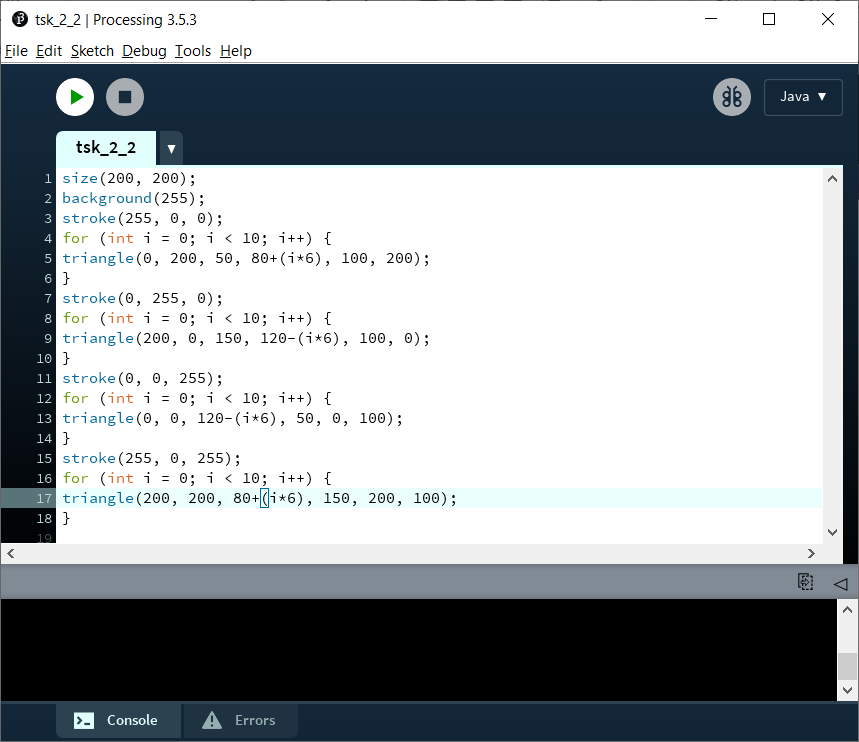 tsk_2_2 | Processing 3.5.3
File Edit Sketch Debug Tools Help
Java ▼
tsk_2_2 ▼
1 size(200, 200);
2 background(255);
3 stroke(255, 0, 0);
4 for (int i = 0; i < 10; i++) {
5 triangle(0, 200, 50, 80+(i*6), 100, 200);
6 }
7 stroke(0, 255, 0);
8 for (int i = 0; i < 10; i++) {
9 triangle(200, 0, 150, 120-(i*6), 100, 0);
10 }
11 stroke(0, 0, 255);
12 for (int i = 0; i < 10; i++) {
13 triangle(0, 0, 120-(i*6), 50, 0, 100);
14 }
15 stroke(255, 0, 255);
16 for (int i = 0; i < 10; i++) {
17 triangle(200, 200, 80+(i*6), 150, 200, 100);
18 }
19
Console Errors